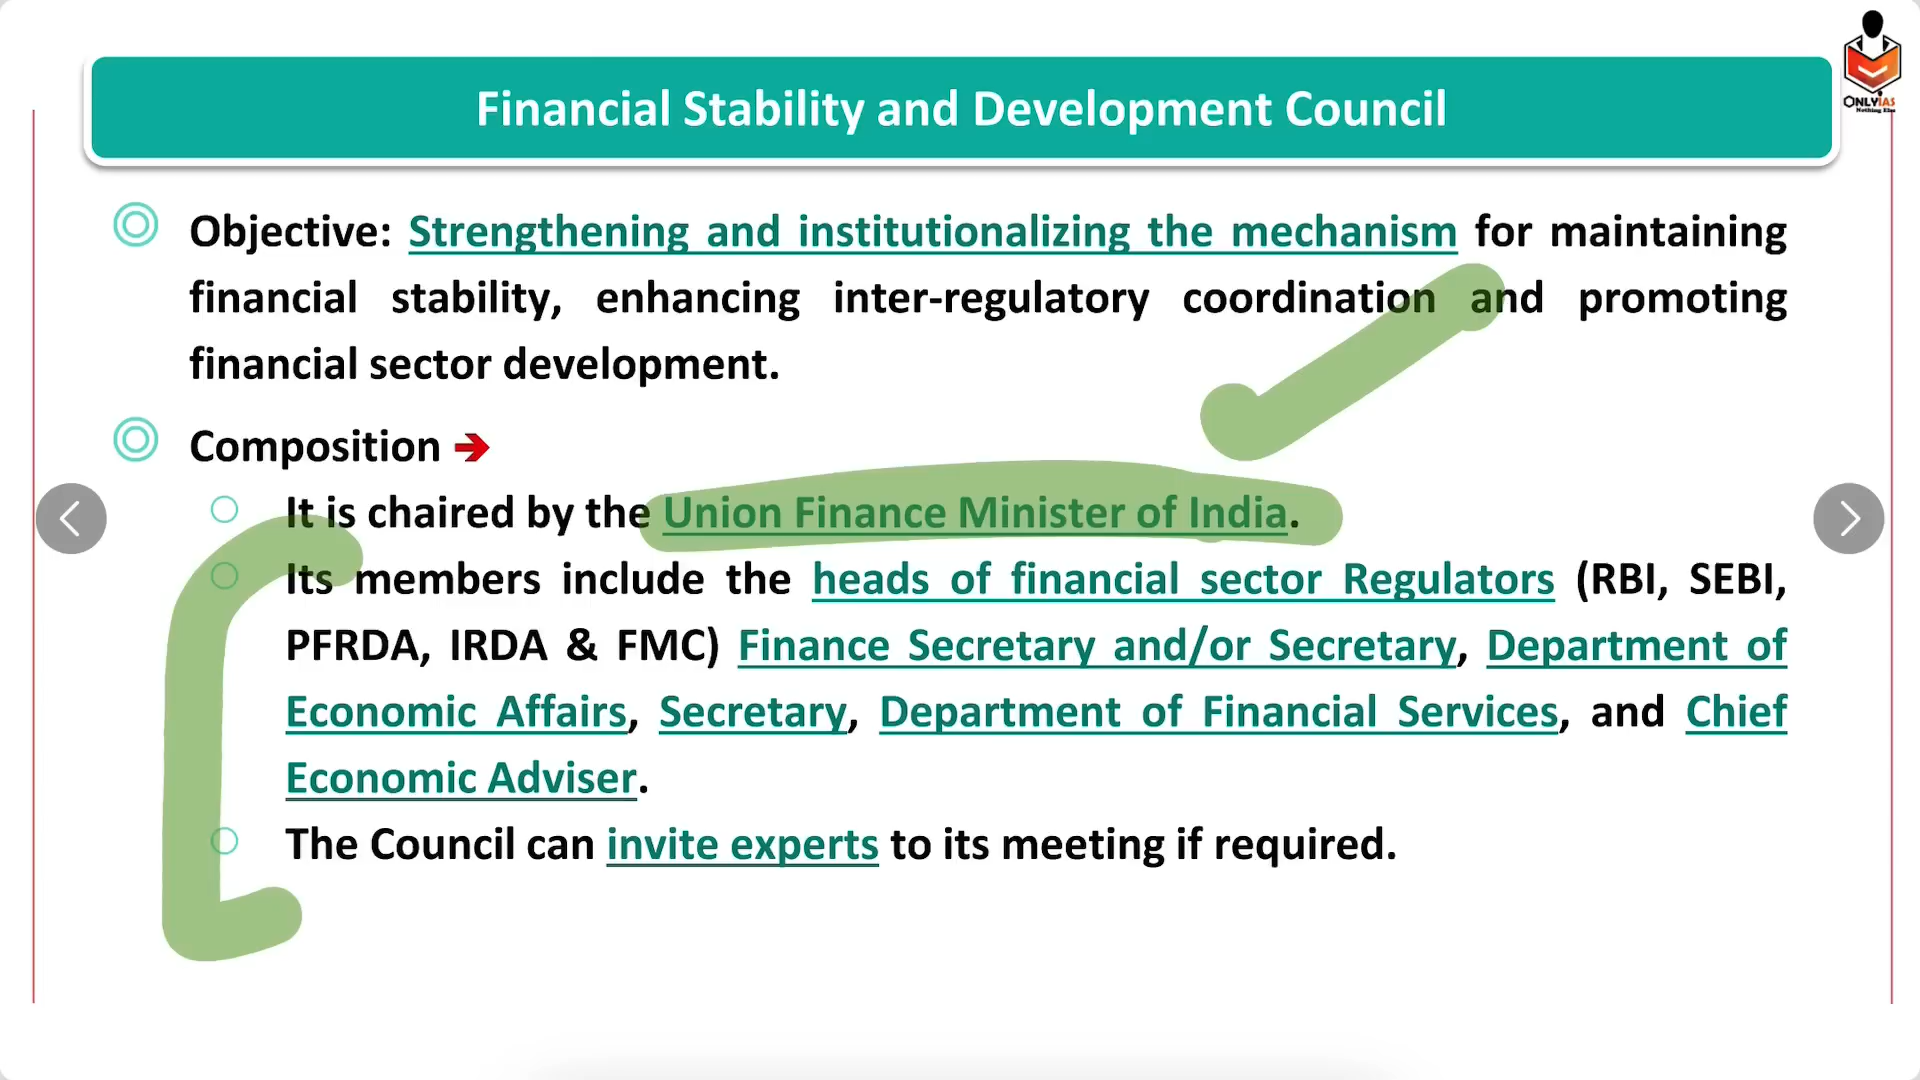 Financial Stability and Development Council
ONLYIAS
Nothing Else
Objective: Strengthening and institutionalizing the mechanism for maintaining
financial stability, enhancing inter-regulatory coordination and promoting
financial sector development.
Composition ➔
It is chaired by the Union Finance Minister of India.
Its members include the heads of financial sector Regulators (RBI, SEBI,
PFRDA, IRDA & FMC) Finance Secretary and/or Secretary, Department of
Economic Affairs, Secretary, Department of Financial Services, and Chief
Economic Adviser.
The Council can invite experts to its meeting if required.